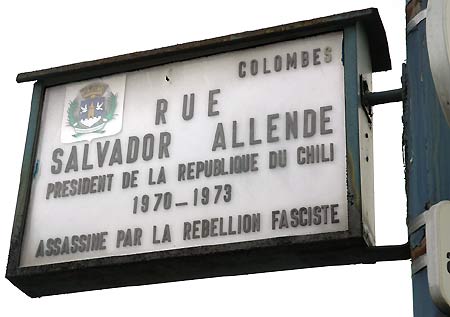 COLOMBES
RUE
SALVADOR ALLENDE
PRESIDENT DE LA REPUBLIQUE DU CHILI
1970-1973
ASSASSINE PAR LA REBELLION FASCISTE